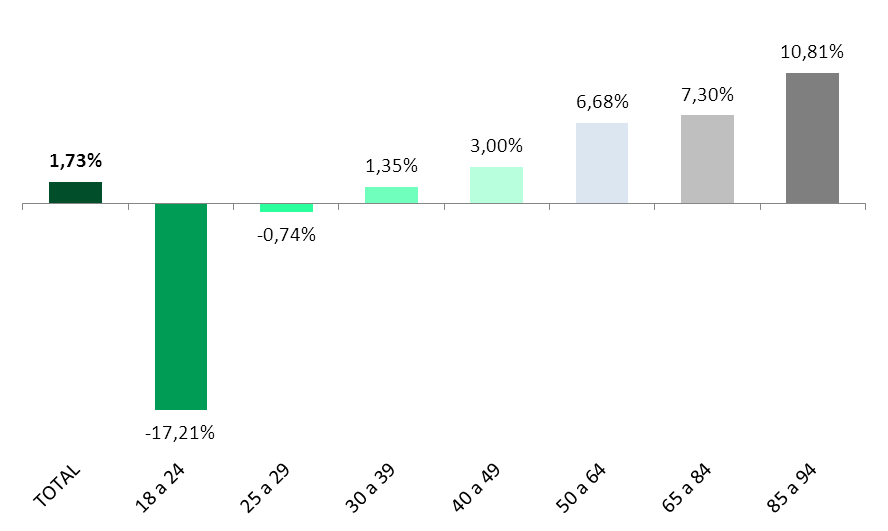 10,81%
7,30%
6,68%
3,00%
1,73%
1,35%
-0,74%
-17,21%
TOTAL
18 a 24
25 a 29
30 a 39
40 a 49
50 a 64
65 a 84
85 a 94